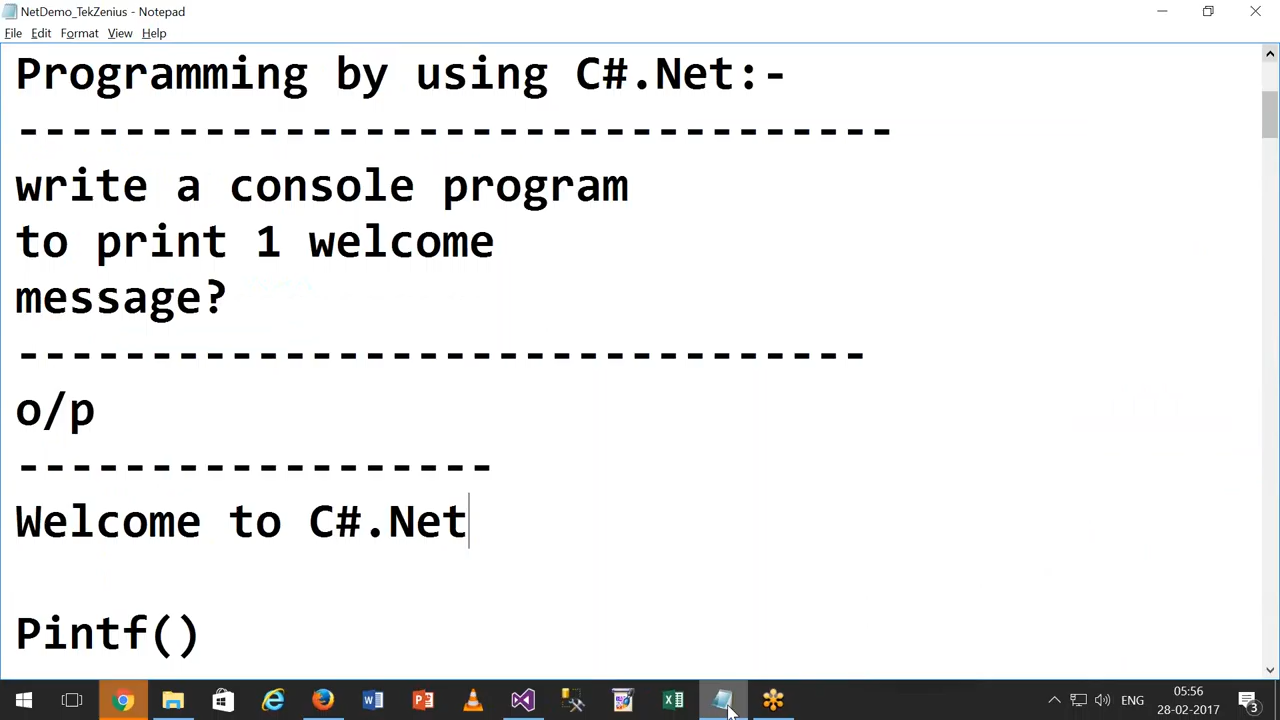 NetDemo_TekZenius - Notepad
File Edit Format View Help
Programming by using C#.Net:-
---------------------------------
write a console program
to print 1 welcome
message?
--------------------------------
o/p
------------------
Welcome to C#.Net
Pintf()
05:56
ENG
28-02-2017
3